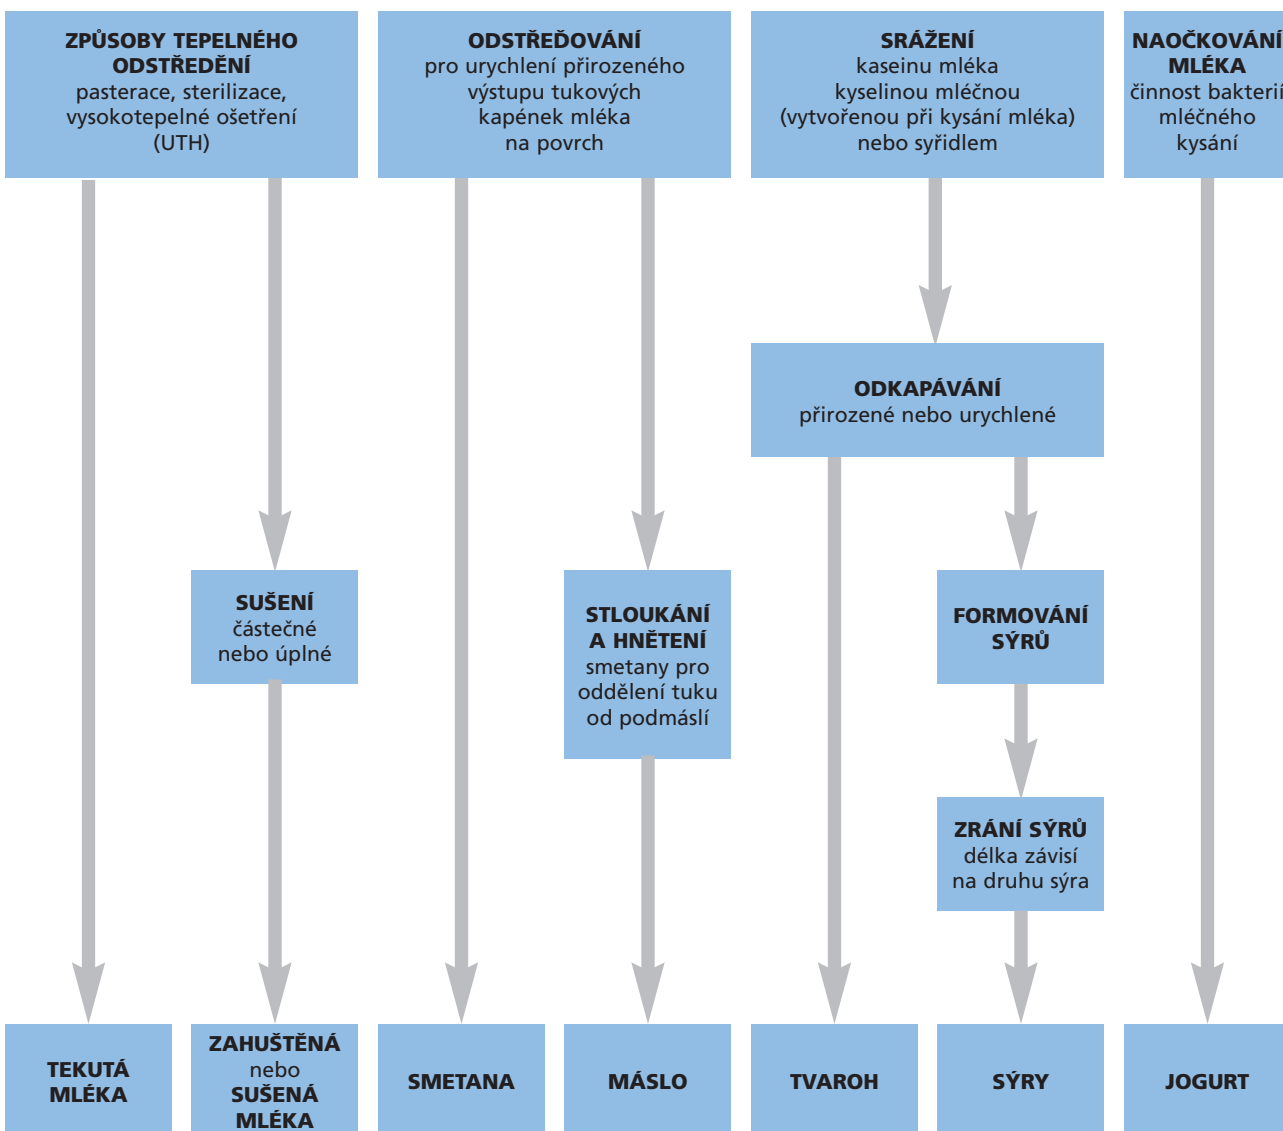 ZPŮSOBY TEPELNÉHO
ODSTŘEDĚNÍ
pasterace, sterilizace,
vysokotepelné ošetření
(UTH)
ODSTŘEĎOVÁNÍ
pro urychlení přirozeného
výstupu tukových
kapének mléka
na povrch
SRÁŽENÍ
kaseinu mléka
kyselinou mléčnou
(vytvořenou při kysání mléka)
nebo syřidlem
NAOČKOVÁNÍ
MLÉKA
činnost bakterií
mléčného
kysání
ODKAPÁVÁNÍ
přirozené nebo urychlené
SUŠENÍ
částečné
nebo úplné
STLOUKÁNÍ
A HNĚTENÍ
smetany pro
oddělení tuku
od podmáslí
FORMOVÁNÍ
SÝRŮ
ZRÁNÍ SÝRŮ
délka závisí
na druhu sýra
TEKUTÁ
MLÉKA
ZAHUŠTĚNÁ
nebo
SUŠENÁ
MLÉKA
SMETANA
MÁSLO
TVAROH
SÝRY
JOGURT